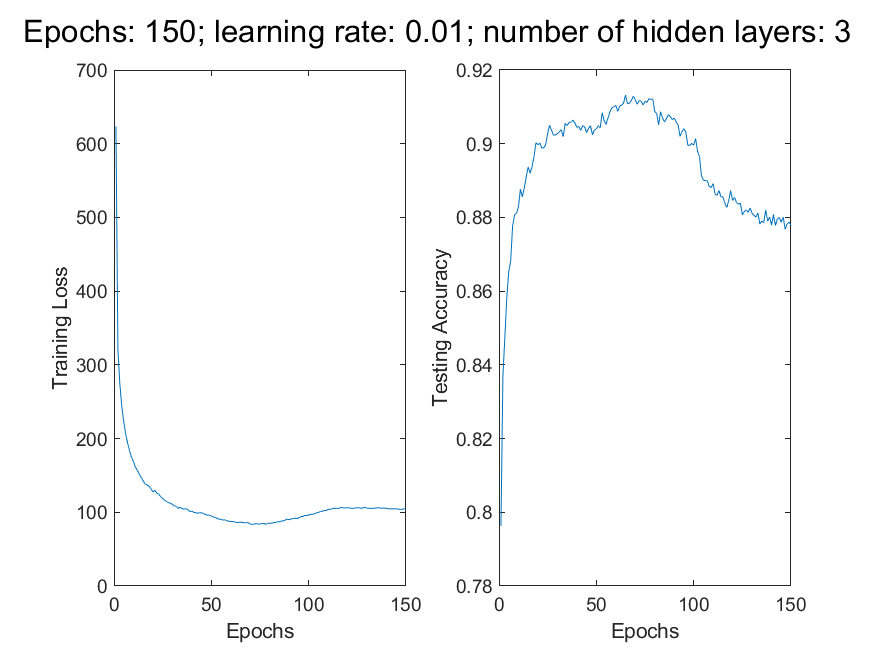 Epochs: 150; learning rate: 0.01; number of hidden layers: 3
700
600
500
400
300
200
100
0
Training Loss
0 50 100 150
Epochs
0.92
0.9
0.88
0.86
0.84
0.82
0.8
0.78
Testing Accuracy
0 50 100 150
Epochs